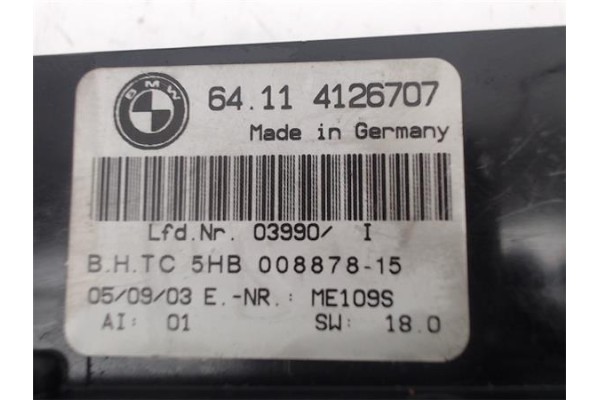 BMW
64.11 4126707
Made in Germany
Lfd.Nr. 03990/ I
B.H.TC 5HB 008878-15
05/09/03 E.-NR.: ME109S
AI: 01 SW: 18.0